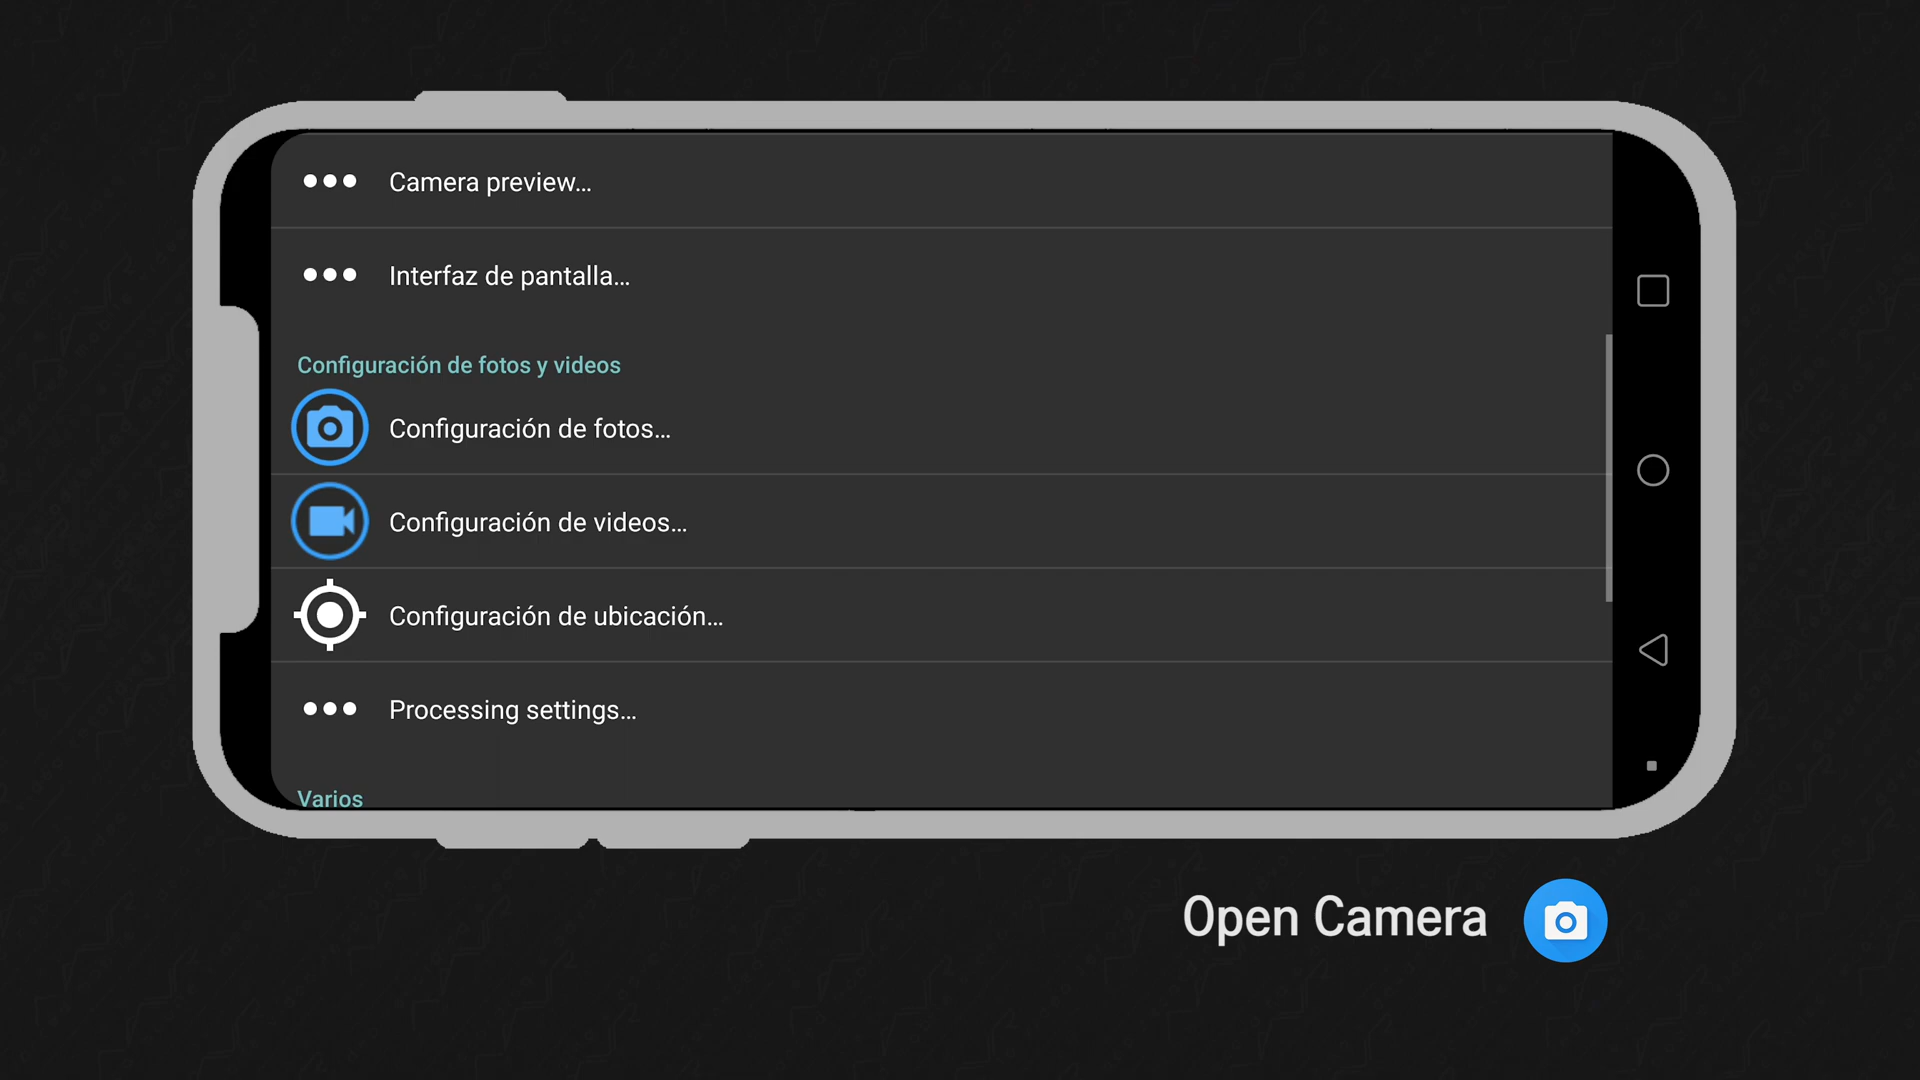 Camera preview...
Interfaz de pantalla...
Configuración de fotos y videos
Configuración de fotos...
Configuración de videos...
Configuración de ubicación...
Processing settings...
Varios
Open Camera